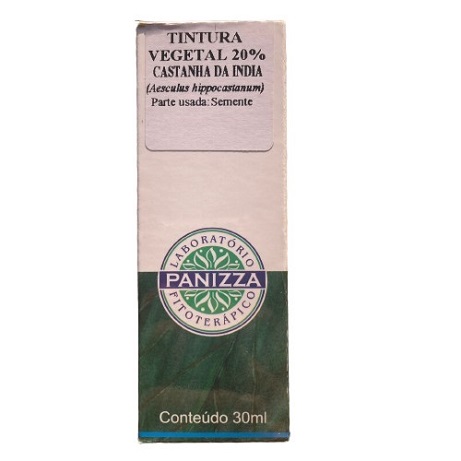 TINTURA
VEGETAL 20%
CASTANHA DA INDIA
(Aesculus hippocastanum)
Parte usada: Semente
LABORATÓRIO
PANIZZA
FITOTERÁPICO
Conteúdo 30ml